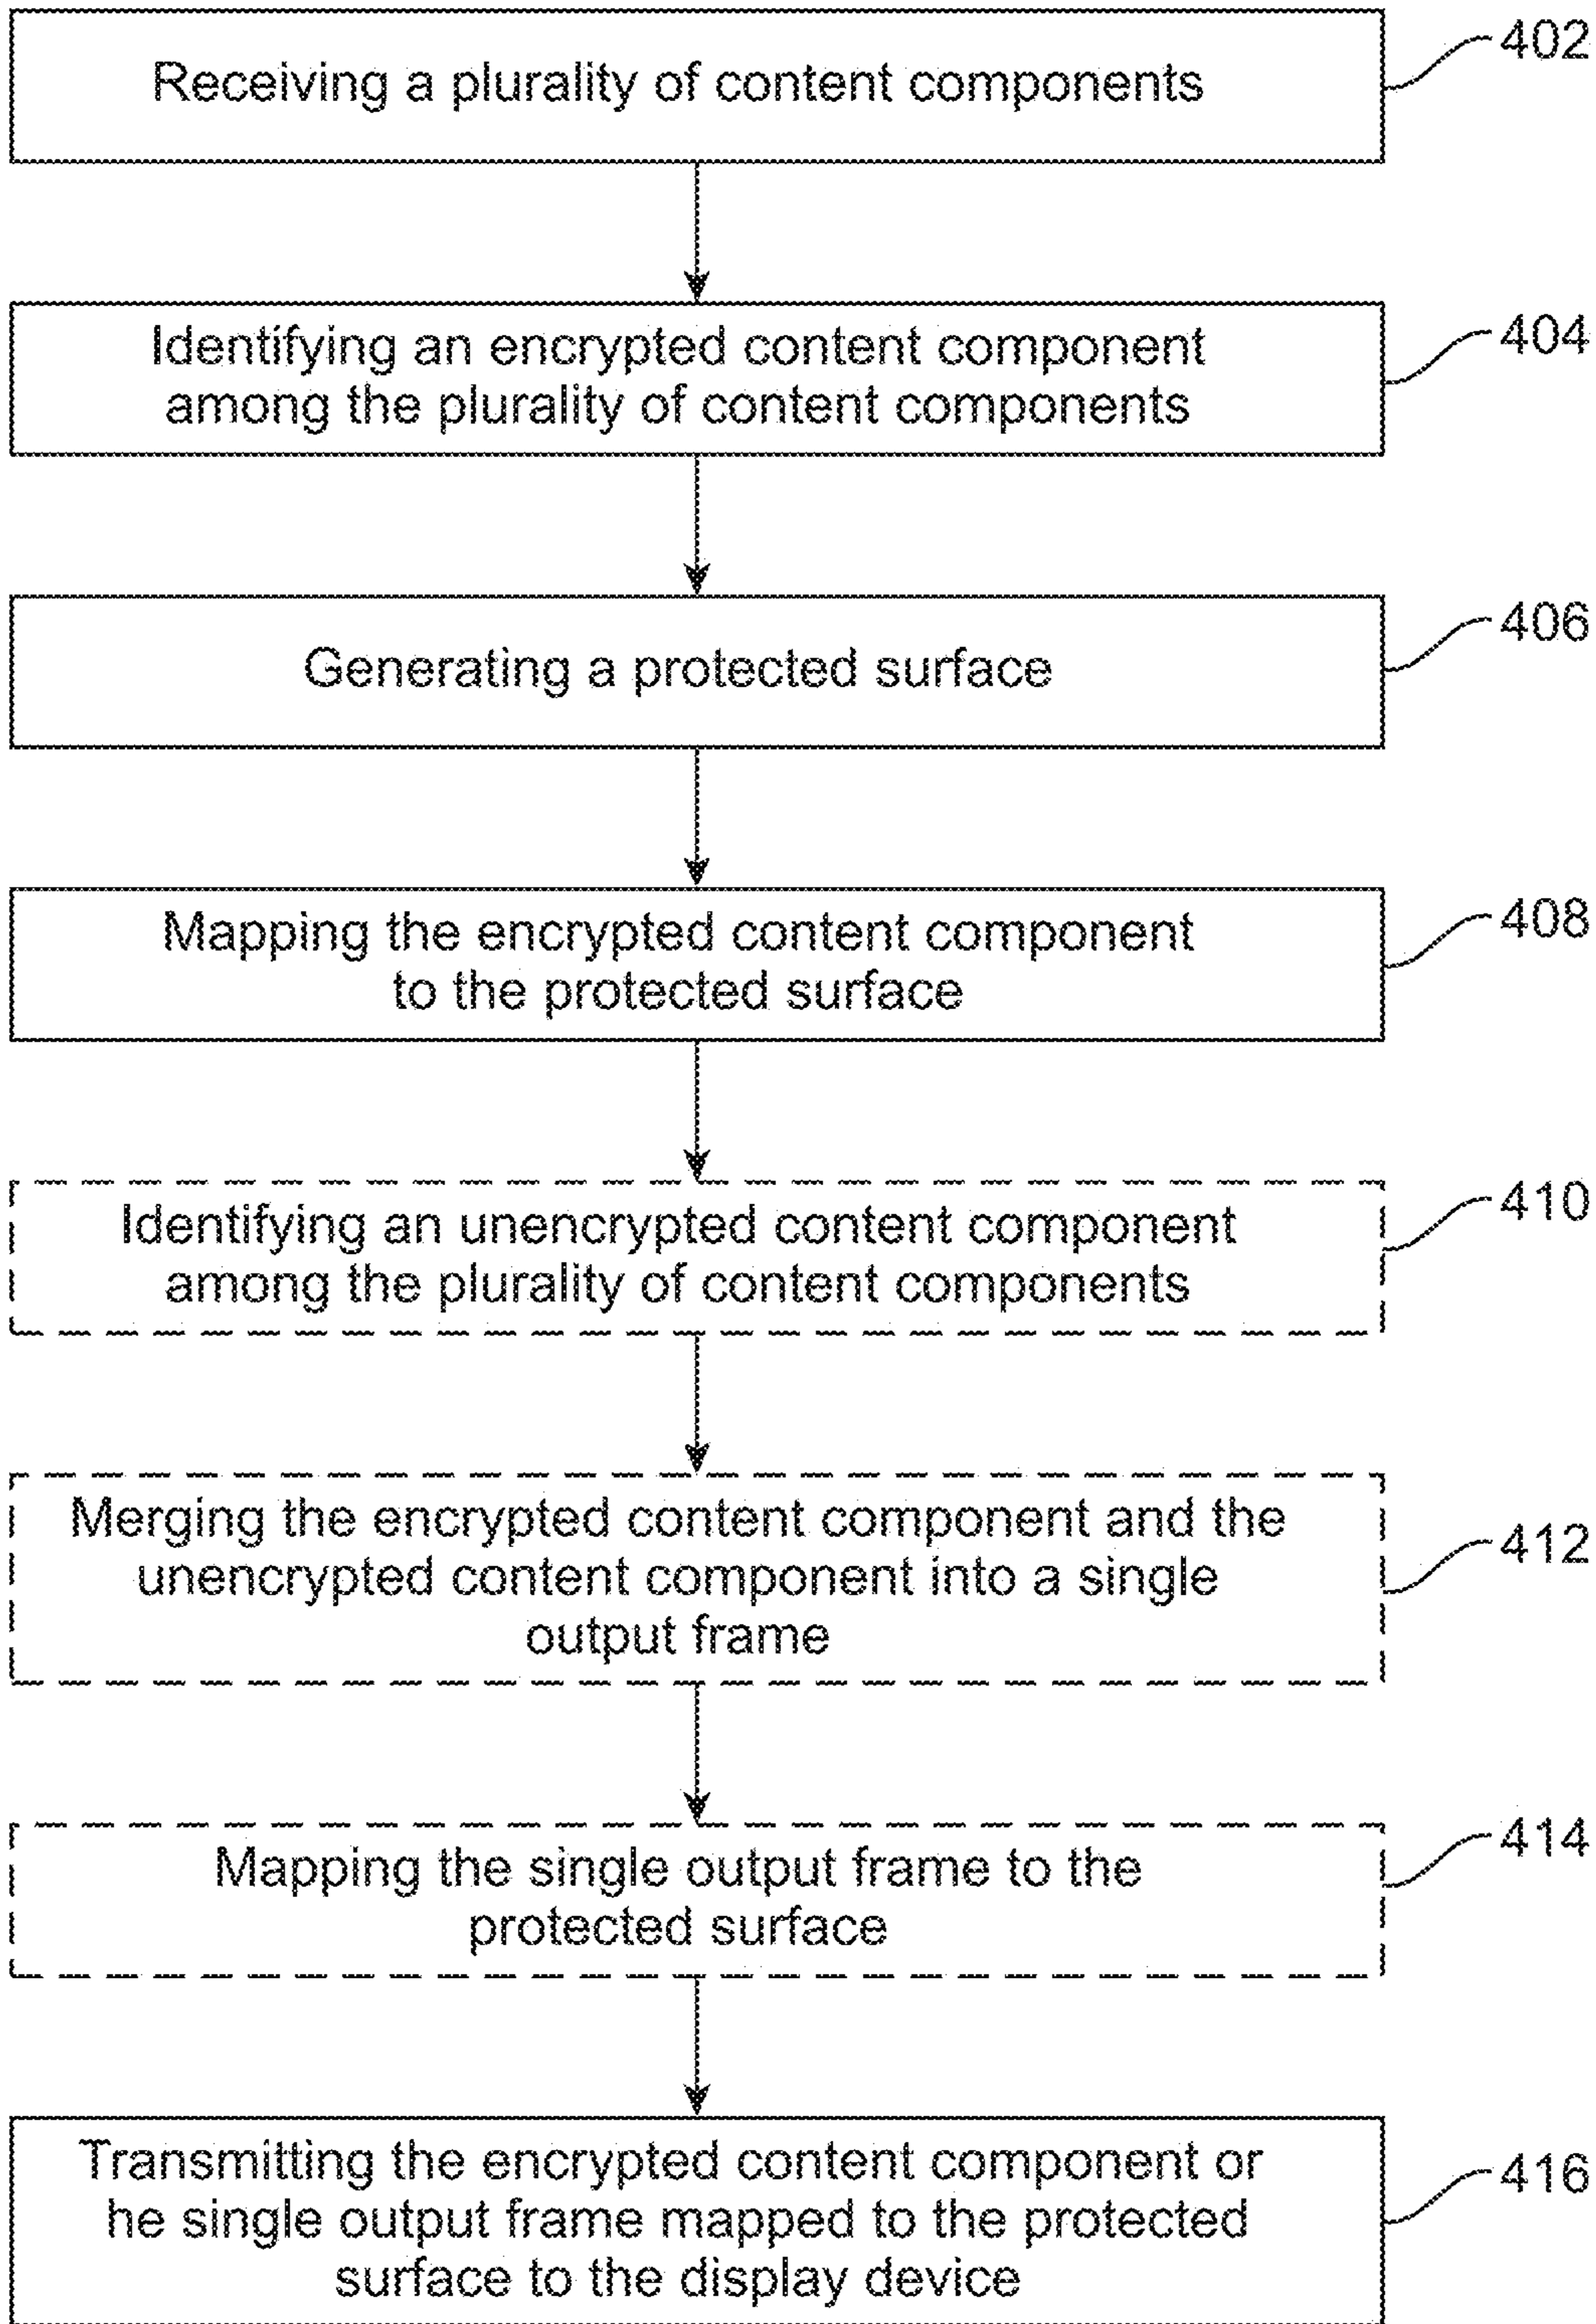 Receiving a plurality of content components
402
Identifying an encrypted content component
among the plurality of content components
404
Generating a protected surface
406
Mapping the encrypted content component
to the protected surface
408
Identifying an unencrypted content component
among the plurality of content components
410
Merging the encrypted content component and the
unencrypted content component into a single
output frame
412
Mapping the single output frame to the
protected surface
414
Transmitting the encrypted content component or
he single output frame mapped to the protected
surface to the display device
416